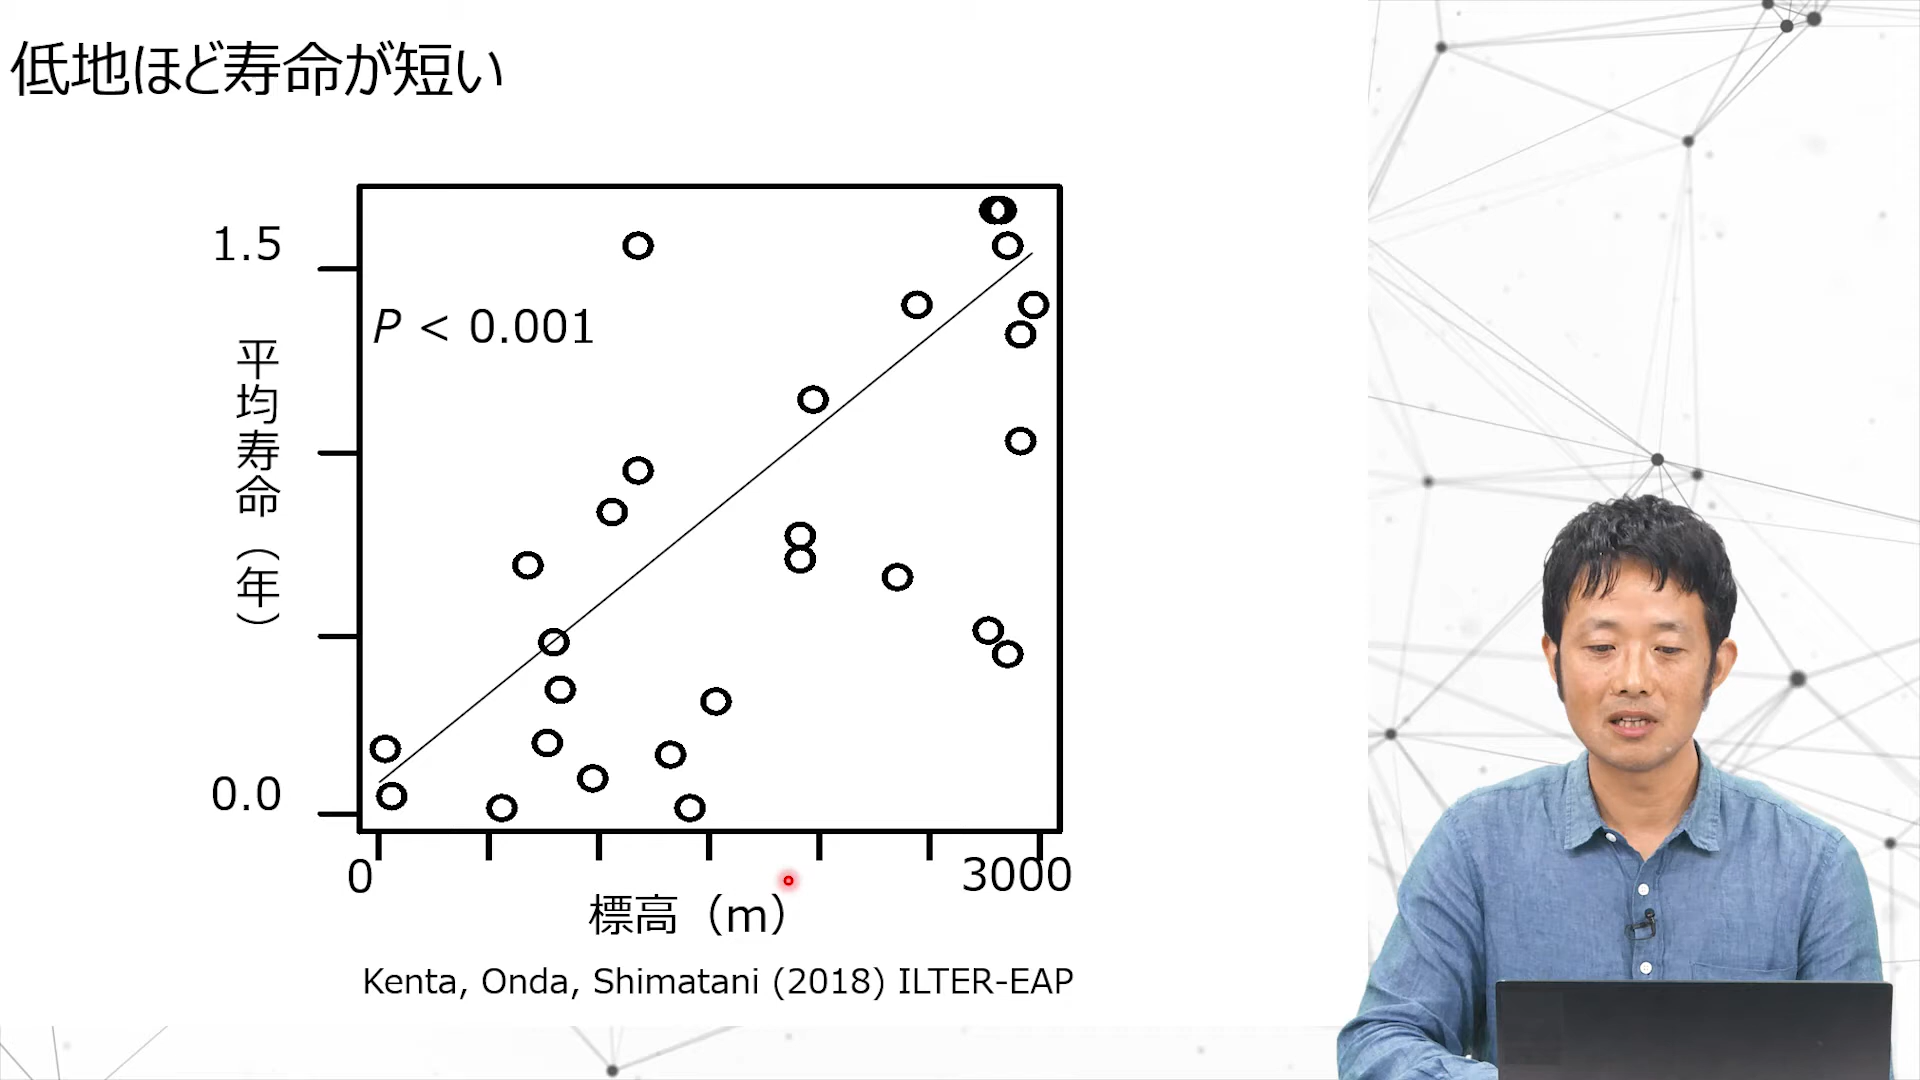 低地ほど寿命が短い
1.5
P < 0.001
平均寿命（年）
0.0
0
3000
標高（m）
Kenta, Onda, Shimatani (2018) ILTER-EAP